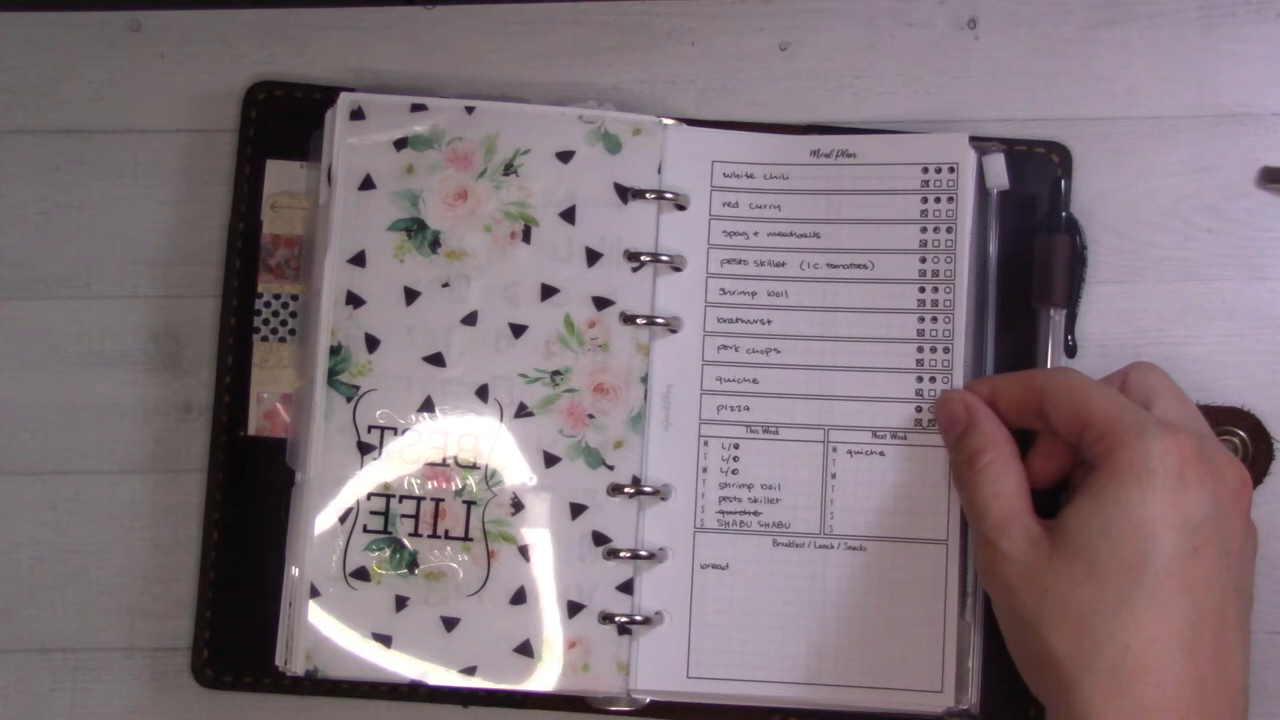 Meal Plan
white chili
red curry
spag + meatballs
pesto skillet (1 c. tomatoes)
shrimp boil
bratwurst
pork chops
quiche
pizza
This Week
M L/O
T L/O
W L/O
T shrimp boil
F pesto skillet
S quiche
S SHABU SHABU
Next Week
M quiche
T
W
T
F
S
S
Breakfast / Lunch / Snacks
bread
BEST
LIFE